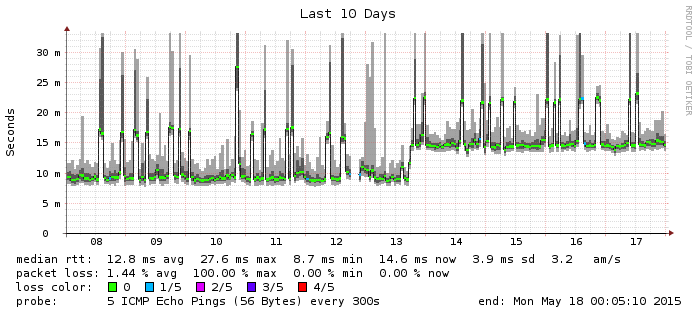 Last 10 Days
RRDTOOL / TOBI OETIKER
Seconds
30 m
25 m
20 m
15 m
10 m
5 m
0
08 09 10 11 12 13 14 15 16 17
median rtt: 12.8 ms avg 27.6 ms max 8.7 ms min 14.6 ms now 3.9 ms sd 3.2 am/s
packet loss: 1.44 % avg 100.00 % max 0.00 % min 0.00 % now
loss color: 0 1/5 2/5 3/5 4/5
probe: 5 ICMP Echo Pings (56 Bytes) every 300s end: Mon May 18 00:05:10 2015